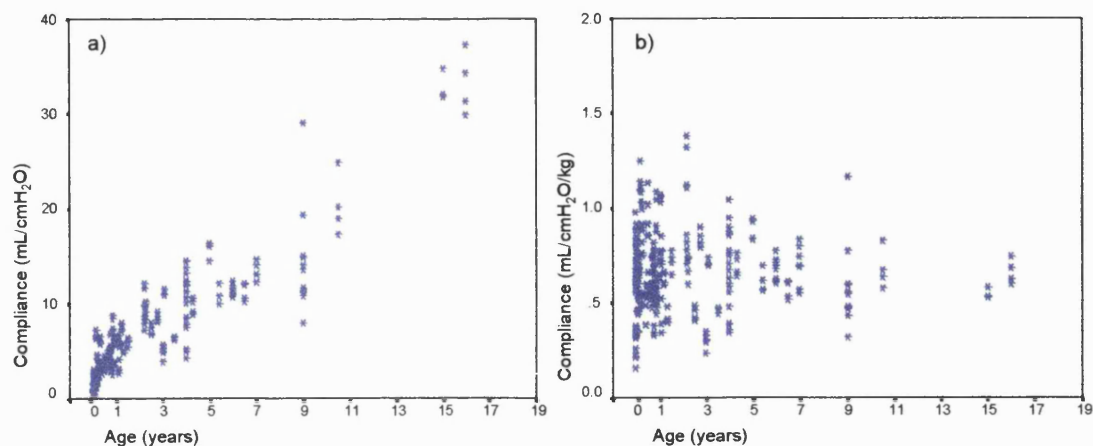 a)
Compliance (mL/cmH₂O)
40
30
20
10
0
0 1 3 5 7 9 11 13 15 17 19
Age (years)
b)
Compliance (mL/cmH₂O/kg)
2.0
1.5
1.0
.5
0.0
0 1 3 5 7 9 11 13 15 17 19
Age (years)